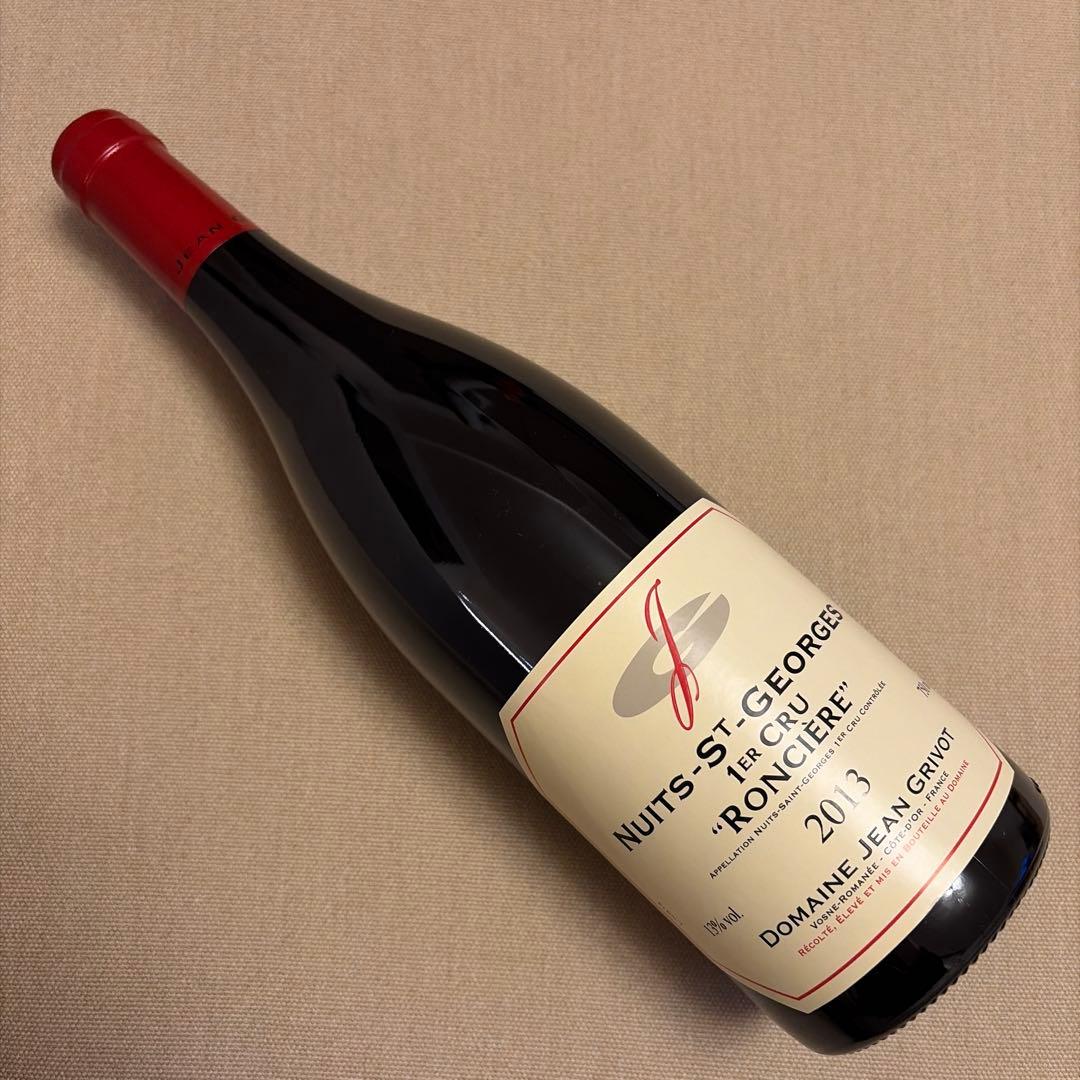 JEAN
NUITS-ST-GEORGES
1ER CRU
"RONCIÈRE"
APPELLATION NUITS-SAINT-GEORGES 1ER CRU CONTRÔLÉE
2013
13% vol.
DOMAINE JEAN GRIVOT
VOSNE-ROMANÉE - CÔTE-D'OR - FRANCE
RÉCOLTÉ, ÉLEVÉ ET MIS EN BOUTEILLE AU DOMAINE